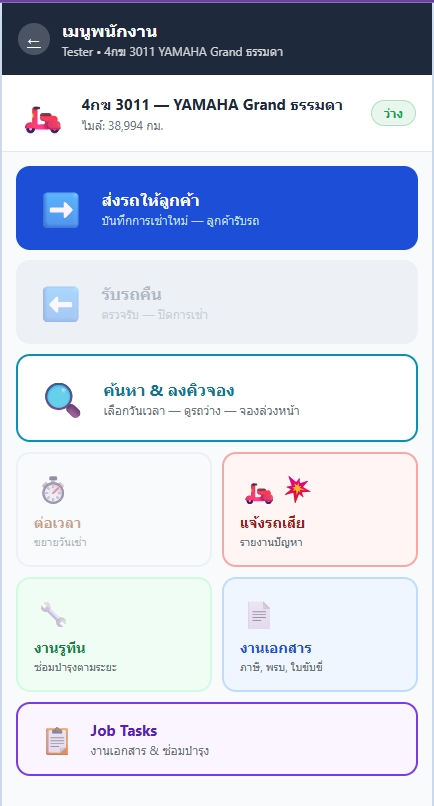 เมนูพนักงาน
Tester • 4กฆ 3011 YAMAHA Grand ธรรมดา
4กฆ 3011 — YAMAHA Grand ธรรมดา
ไมล์: 38,994 กม.
ว่าง
ส่งรถให้ลูกค้า
บันทึกการเช่าใหม่ — ลูกค้ารับรถ
รับรถคืน
ตรวจรับ — ปิดการเช่า
ค้นหา & ลงคิวจอง
เลือกวันเวลา — ดูรถว่าง — จองล่วงหน้า
ต่อเวลา
ขยายวันเช่า
แจ้งรถเสีย
รายงานปัญหา
งานรูทีน
ซ่อมบำรุงตามระยะ
งานเอกสาร
ภาษี, พรบ, ใบขับขี่
Job Tasks
งานเอกสาร & ซ่อมบำรุง